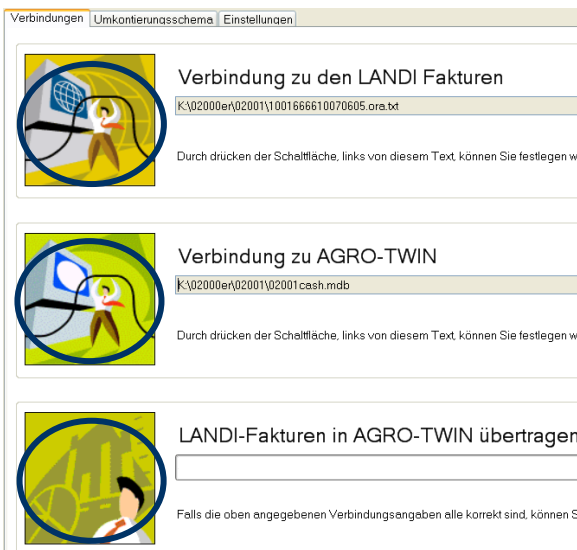 Verbindungen Umkontierungsschema Einstellungen
Verbindung zu den LANDI Fakturen
K:\02000er\02001\1001666610070605.ora.txt
Durch drücken der Schaltfläche, links von diesem Text, können Sie festlegen w
Verbindung zu AGRO-TWIN
K:\02000er\02001\02001cash.mdb
Durch drücken der Schaltfläche, links von diesem Text, können Sie festlegen w
LANDI-Fakturen in AGRO-TWIN übertragen
Falls die oben angegebenen Verbindungsangaben alle korrekt sind, können S